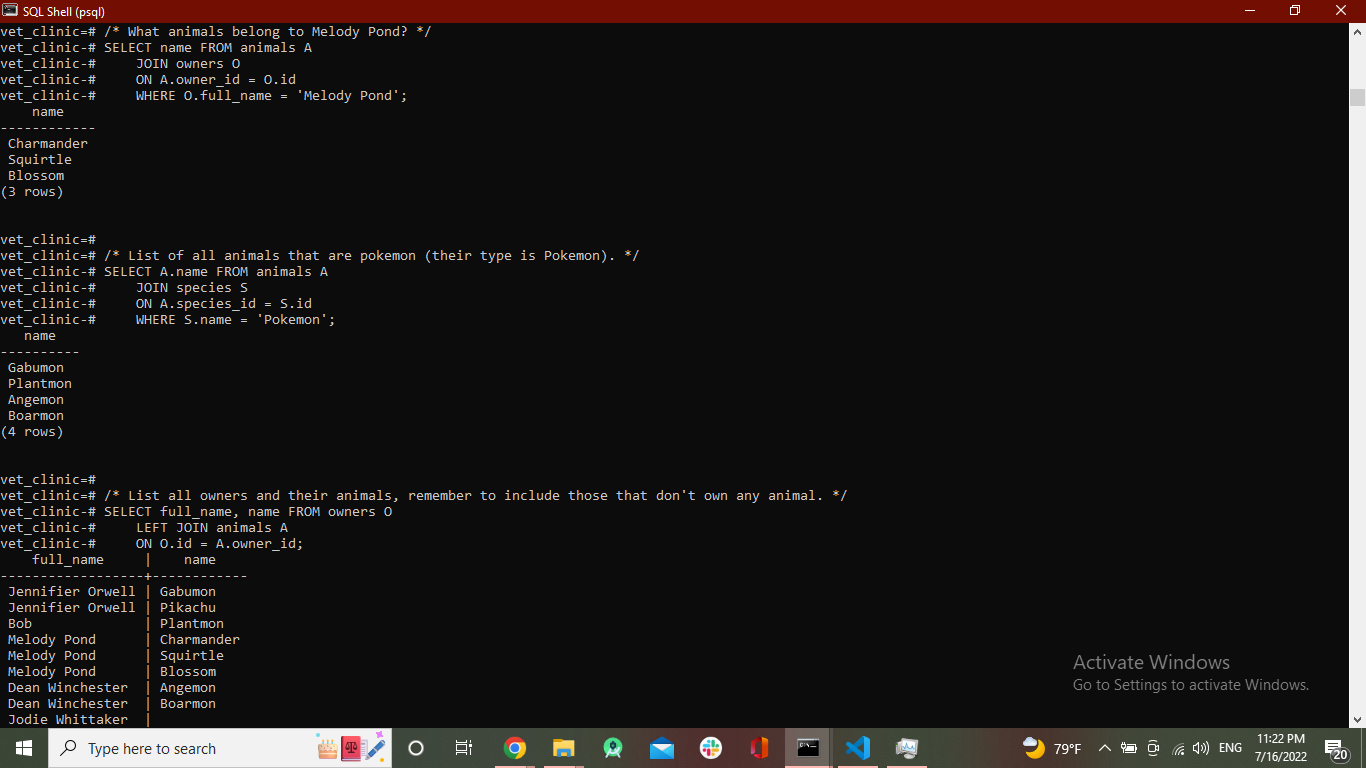 SQL Shell (psql)
vet_clinic=# /* What animals belong to Melody Pond? */
vet_clinic-# SELECT name FROM animals A
vet_clinic-#     JOIN owners O
vet_clinic-#     ON A.owner_id = O.id
vet_clinic-#     WHERE O.full_name = 'Melody Pond';
    name
------------
 Charmander
 Squirtle
 Blossom
(3 rows)
vet_clinic=#
vet_clinic=# /* List of all animals that are pokemon (their type is Pokemon). */
vet_clinic-# SELECT A.name FROM animals A
vet_clinic-#     JOIN species S
vet_clinic-#     ON A.species_id = S.id
vet_clinic-#     WHERE S.name = 'Pokemon';
   name
----------
 Gabumon
 Plantmon
 Angemon
 Boarmon
(4 rows)
vet_clinic=#
vet_clinic=# /* List all owners and their animals, remember to include those that don't own any animal. */
vet_clinic-# SELECT full_name, name FROM owners O
vet_clinic-#     LEFT JOIN animals A
vet_clinic-#     ON O.id = A.owner_id;
    full_name     |    name
------------------+------------
 Jennifier Orwell | Gabumon
 Jennifier Orwell | Pikachu
 Bob              | Plantmon
 Melody Pond      | Charmander
 Melody Pond      | Squirtle
 Melody Pond      | Blossom
 Dean Winchester  | Angemon
 Dean Winchester  | Boarmon
 Jodie Whittaker  |
Activate Windows
Go to Settings to activate Windows.
Type here to search
79°F
ENG
11:22 PM
7/16/2022
20